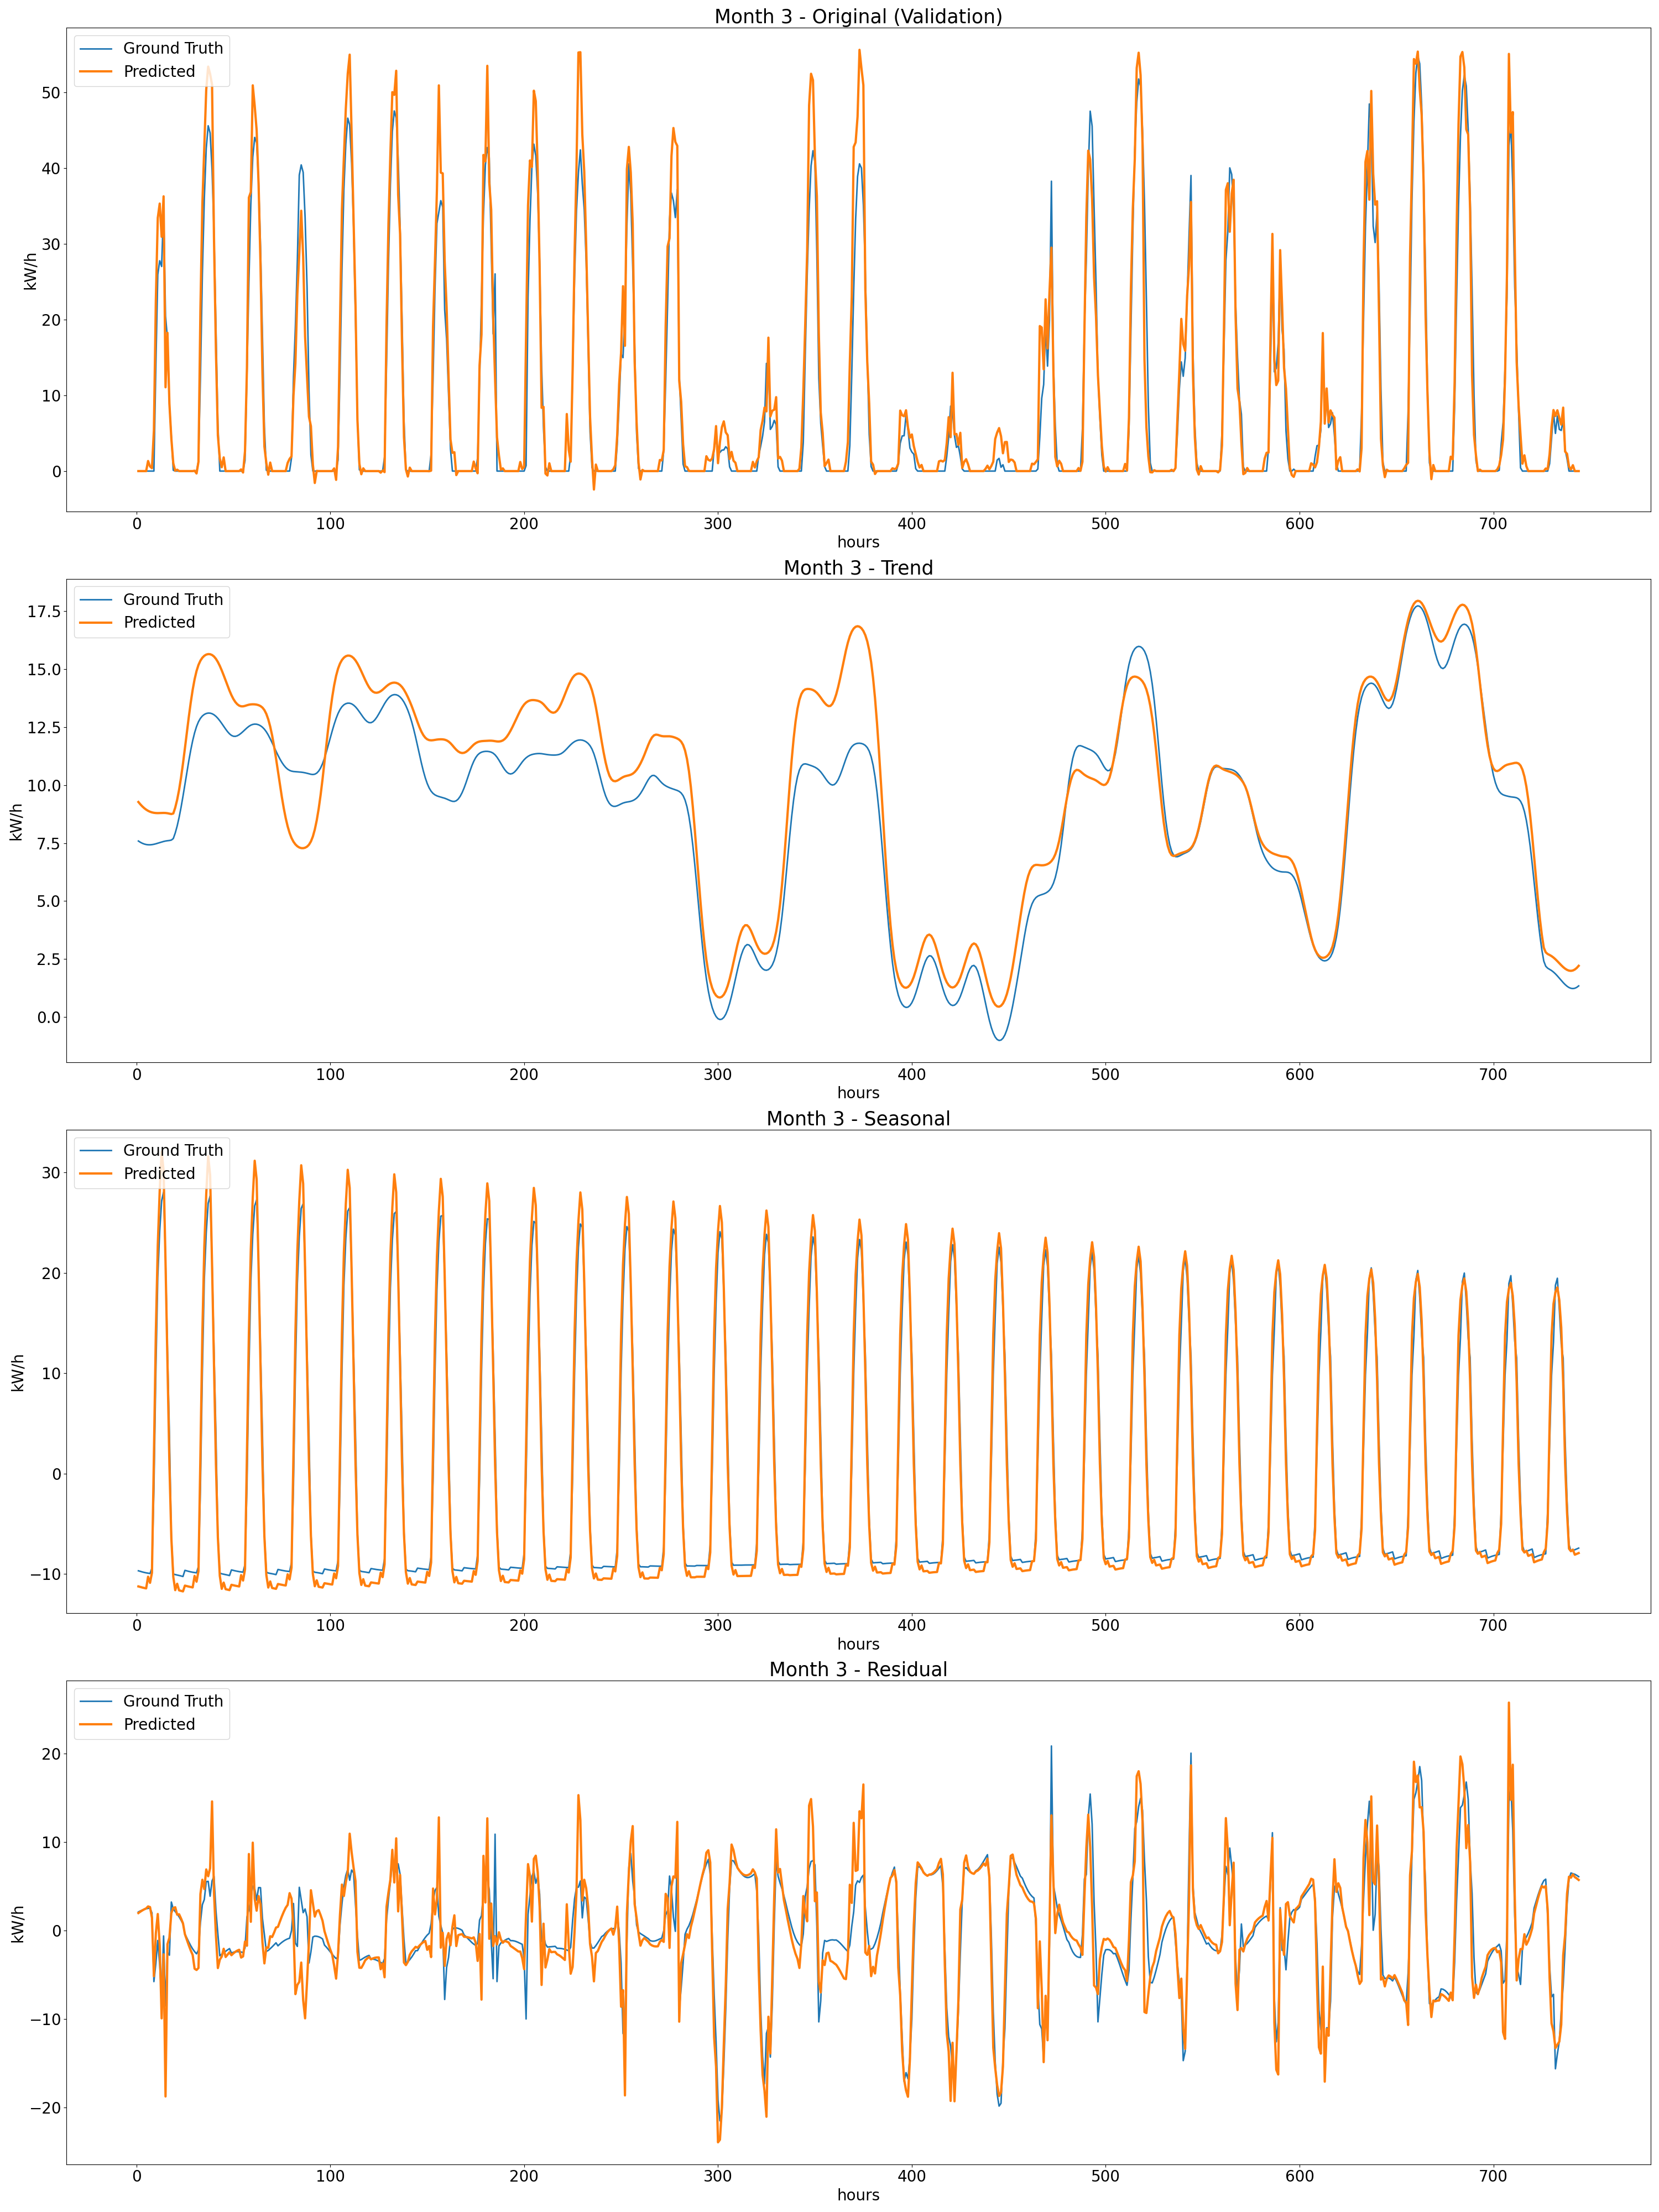 Month 3 - Original (Validation)
Ground Truth
Predicted
50
40
30
20
10
0
kW/h
0 100 200 300 400 500 600 700
hours
Month 3 - Trend
Ground Truth
Predicted
17.5
15.0
12.5
10.0
7.5
5.0
2.5
0.0
kW/h
0 100 200 300 400 500 600 700
hours
Month 3 - Seasonal
Ground Truth
Predicted
30
20
10
0
−10
kW/h
0 100 200 300 400 500 600 700
hours
Month 3 - Residual
Ground Truth
Predicted
20
10
0
−10
−20
kW/h
0 100 200 300 400 500 600 700
hours